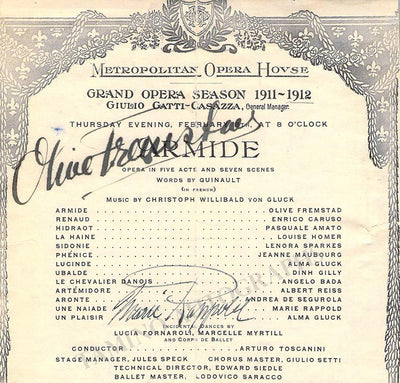 METROPOLITAN OPERA HOVSE
GRAND OPERA SEASON 1911-1912
GIULIO GATTI-CASAZZA, General Manager.
THURSDAY EVENING, FEBRUARY AT 8 O'CLOCK
Olive Fremstad
ARMIDE
OPERA IN FIVE ACTS AND SEVEN SCENES
WORDS BY QUINAULT
(IN FRENCH)
MUSIC BY CHRISTOPH WILLIBALD VON GLUCK
ARMIDE OLIVE FREMSTAD
RENAUD ENRICO CARUSO
HIDRAOT PASQUALE AMATO
LA HAINE LOUISE HOMER
SIDONIE LENORA SPARKES
PHÉNICE JEANNE MAUBOURG
LUCINDE ALMA GLUCK
UBALDE DINH GILLY
LE CHEVALIER DANOIS ANGELO BADA
ARTÉMIDORE ALBERT REISS
ARONTE ANDREA DE SEGUROLA
UNE NAIADE MARIE RAPPOLD
UN PLAISIR ALMA GLUCK
Marie Rappold
INCIDENTAL DANCES BY
LUCIA FORNAROLI, MARCELLE MYRTILL
AND CORPS DE BALLET
CONDUCTOR ARTURO TOSCANINI
STAGE MANAGER, JULES SPECK CHORUS MASTER, GIULIO SETTI
TECHNICAL DIRECTOR, EDWARD SIEDLE
BALLET MASTER, LODOVICO SARACCO